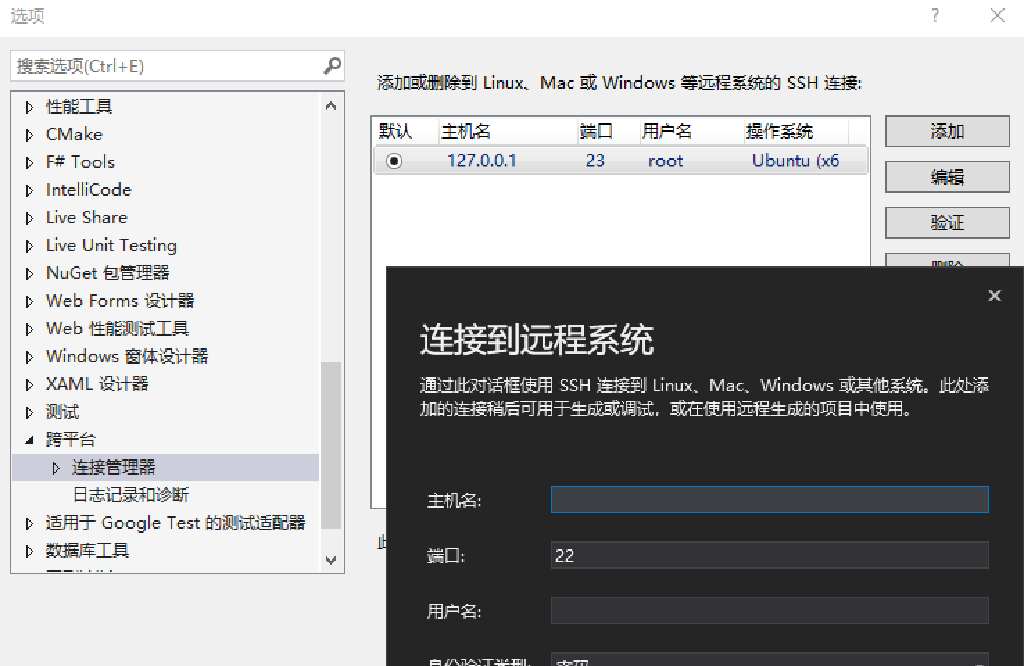 选项
搜索选项(Ctrl+E)
性能工具
CMake
F# Tools
IntelliCode
Live Share
Live Unit Testing
NuGet 包管理器
Web Forms 设计器
Web 性能测试工具
Windows 窗体设计器
XAML 设计器
测试
跨平台
连接管理器
日志记录和诊断
适用于 Google Test 的测试适配器
数据库工具
添加或删除到 Linux、Mac 或 Windows 等远程系统的 SSH 连接:
默认 主机名 端口 用户名 操作系统
127.0.0.1 23 root Ubuntu (x6
添加
编辑
验证
删除
连接到远程系统
通过此对话框使用 SSH 连接到 Linux、Mac、Windows 或其他系统。此处添
加的连接稍后可用于生成或调试，或在使用远程生成的项目中使用。
主机名:
端口: 22
用户名:
身份验证类型: 密码